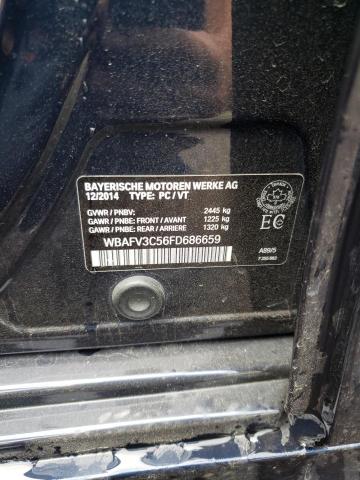 BAYERISCHE MOTOREN WERKE AG
12/2014 TYPE: PC / VT
GVWR / PNBV: 2445 kg
GAWR / PNBE: FRONT / AVANT 1225 kg
GAWR / PNBE: REAR / ARRIERE 1320 kg
WBAFV3C56FD686659
EC
A89/5